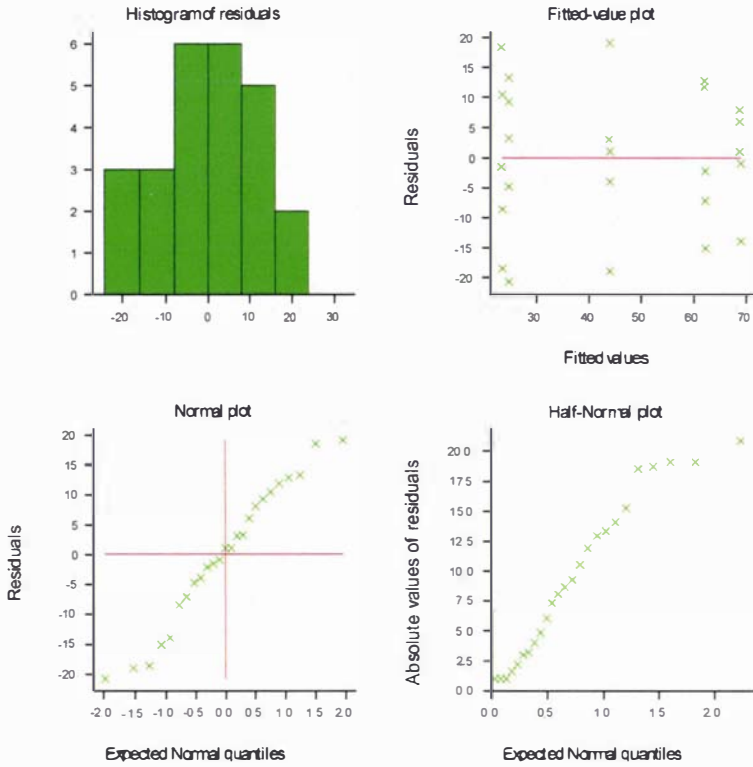 Histogram of residuals
6
5
4
3
2
1
0
-20 -10 0 10 20 30
Fitted-value plot
Residuals
20
15
10
5
0
-5
-10
-15
-20
30 40 50 60 70
Fitted values
Normal plot
Residuals
20
15
10
5
0
-5
-10
-15
-20
-2 0 -1 5 -1 0 -0 5 0 0 0 5 1 0 1 5 2 0
Expected Normal quantiles
Half-Normal plot
Absolute values of residuals
20 0
17 5
15 0
12 5
10 0
7 5
5 0
2 5
0 0
0 0 0 5 1 0 1 5 2 0
Expected Normal quantiles